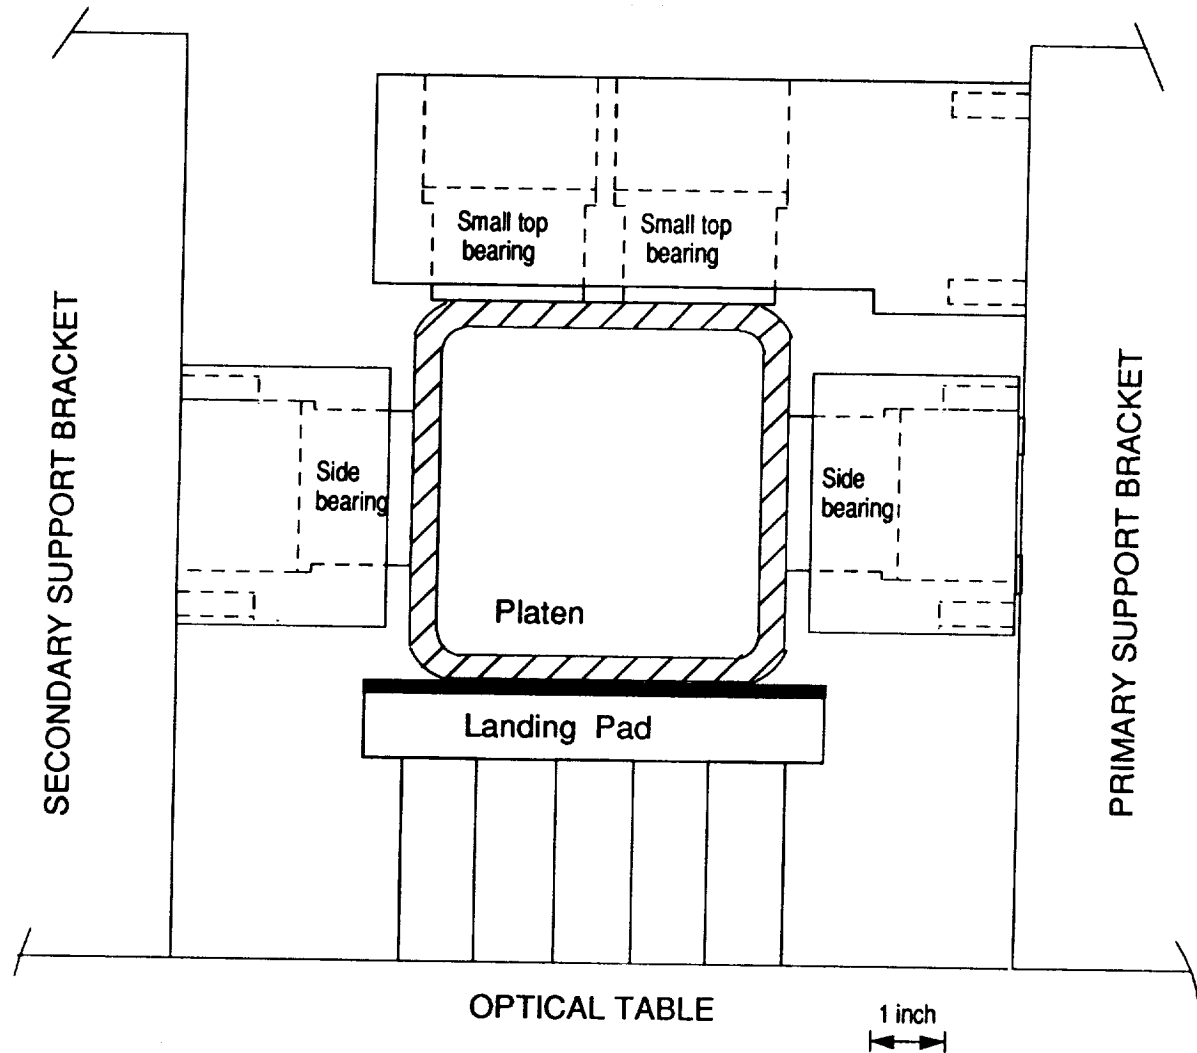 Small top
bearing
Small top
bearing
SECONDARY SUPPORT BRACKET
Side
bearing
Side
bearing
PRIMARY SUPPORT BRACKET
Platen
Landing Pad
OPTICAL TABLE
1 inch